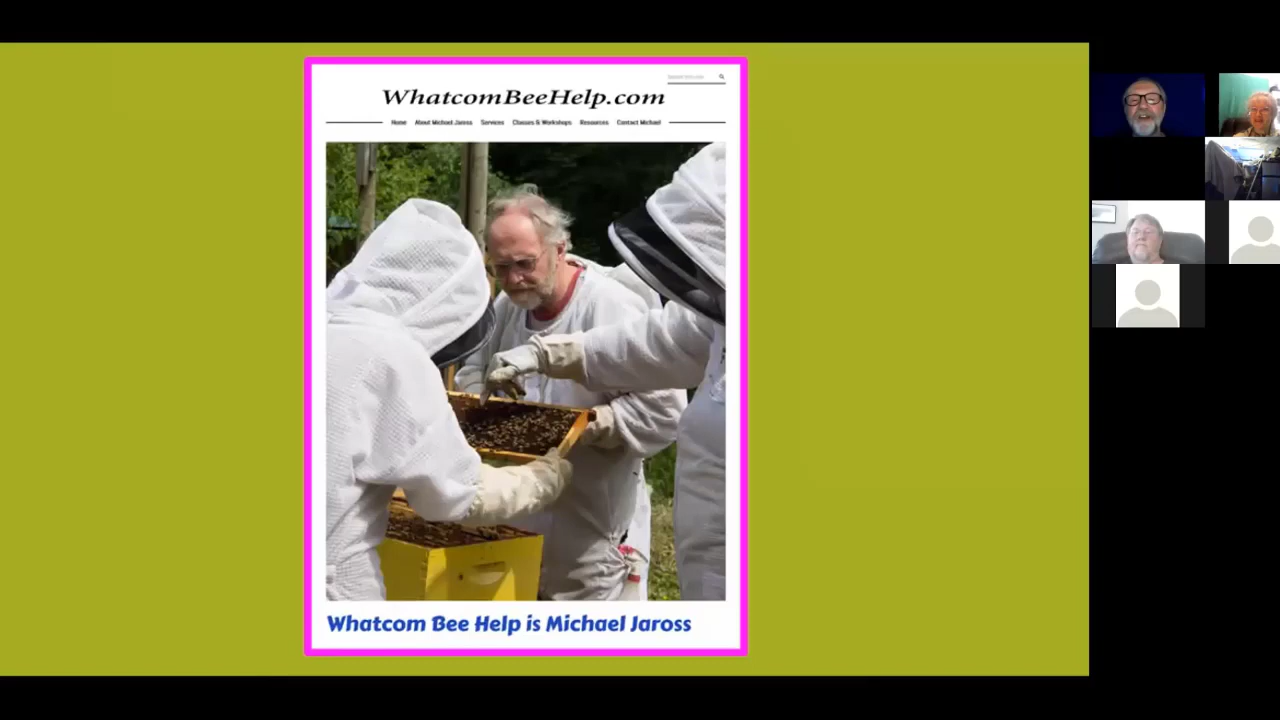 WhatcomBeeHelp.com
Home About Michael Jaross Services Classes & Workshops Resources Contact Michael
Whatcom Bee Help is Michael Jaross